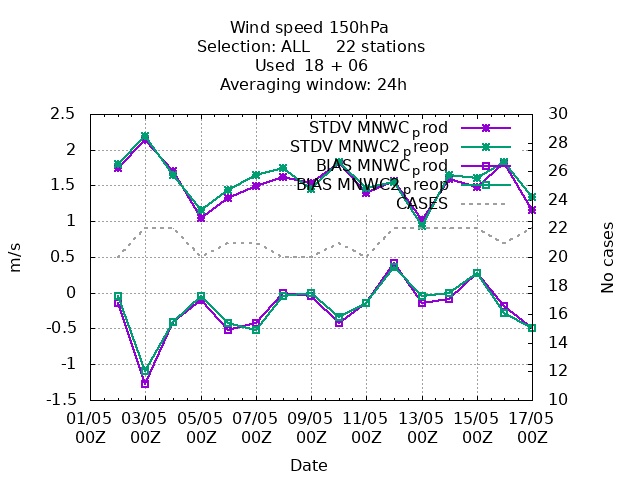 Wind speed 150hPa
Selection: ALL     22 stations
Used  18 + 06
Averaging window: 24h
2.5
2
1.5
1
0.5
0
-0.5
-1
-1.5
m/s
30
28
26
24
22
20
18
16
14
12
10
No cases
STDV MNWC_prod
STDV MNWC2_preop
BIAS MNWC_prod
BIAS MNWC2_preop
CASES
01/05 03/05 05/05 07/05 09/05 11/05 13/05 15/05 17/05
00Z 00Z 00Z 00Z 00Z 00Z 00Z 00Z 00Z
Date